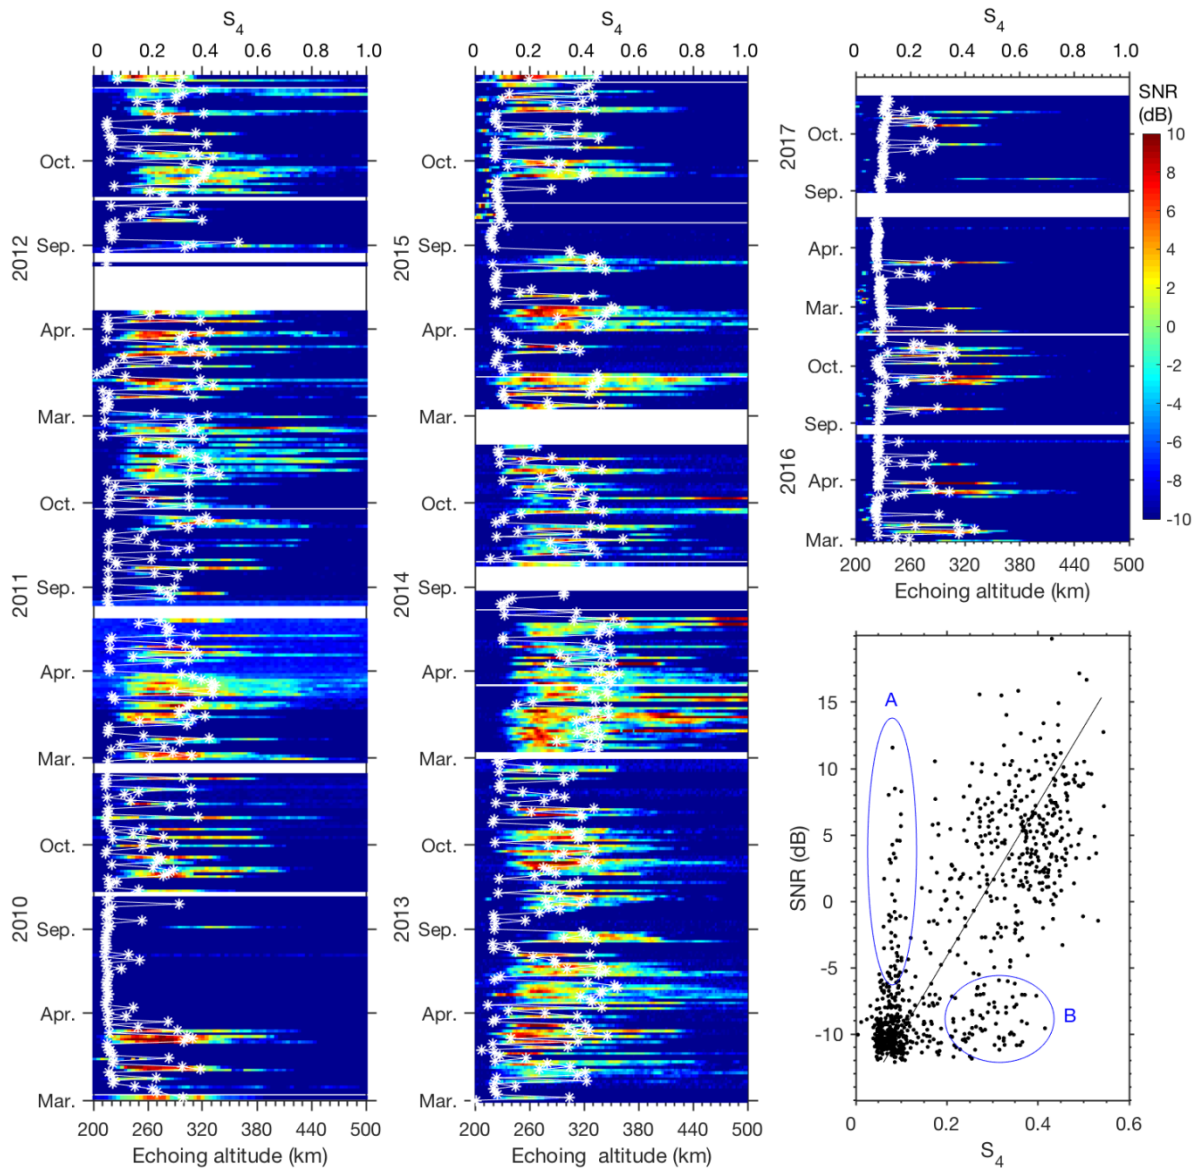 S4
S4
S4
0 0.2 0.4 0.6 0.8 1.0
0 0.2 0.4 0.6 0.8 1.0
0 0.2 0.4 0.6 0.8 1.0
SNR
(dB)
10
8
6
4
2
0
-2
-4
-6
-8
-10
Oct.
2012
Sep.
Apr.
Mar.
Oct.
2011
Sep.
Apr.
Mar.
Oct.
2010
Sep.
Apr.
Mar.
200 260 320 380 440 500
Echoing altitude (km)
Oct.
2015
Sep.
Apr.
Mar.
Oct.
2014
Sep.
Apr.
Mar.
Oct.
2013
Sep.
Apr.
Mar.
200 260 320 380 440 500
Echoing altitude (km)
2017
Oct.
Sep.
Apr.
Mar.
Oct.
Sep.
2016
Apr.
Mar.
200 260 320 380 440 500
Echoing altitude (km)
A
B
SNR (dB)
15
10
5
0
-5
-10
0 0.2 0.4 0.6
S4